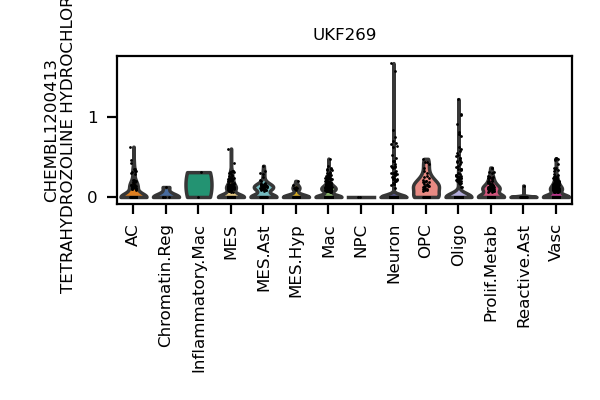 UKF269
CHEMBL1200413
TETRAHYDROZOLINE HYDROCHLOR
1
0
AC
Chromatin.Reg
Inflammatory.Mac
MES
MES.Ast
MES.Hyp
Mac
NPC
Neuron
OPC
Oligo
Prolif.Metab
Reactive.Ast
Vasc